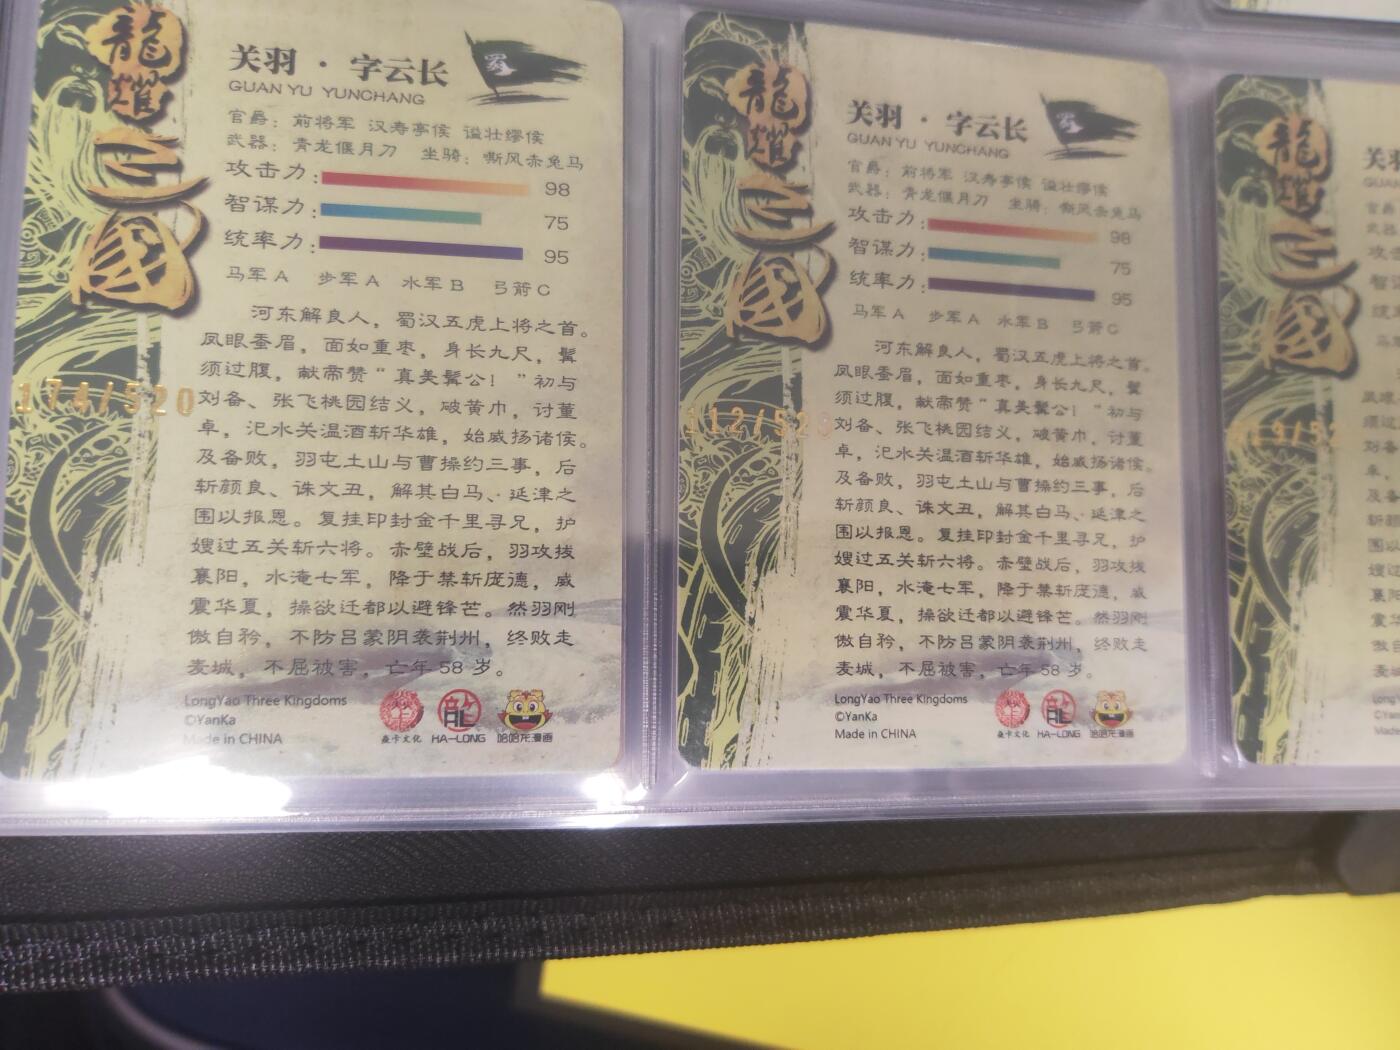 龍耀三國
关羽·字云长
GUAN YU YUNCHANG
官爵：前将军 汉寿亭侯 谥壮缪侯
武器：青龙偃月刀 坐骑：嘶风赤兔马
攻击力： 98
智谋力： 75
统率力： 95
马军A 步军A 水军B 弓箭C
河东解良人，蜀汉五虎上将之首。
凤眼蚕眉，面如重枣，身长九尺，髯
须过腹，献帝赞“真美髯公！”初与
刘备、张飞桃园结义，破黄巾，讨董
卓，汜水关温酒斩华雄，始威扬诸侯。
及备败，羽屯土山与曹操约三事，后
斩颜良、诛文丑，解其白马、延津之
围以报恩。复挂印封金千里寻兄，护
嫂过五关斩六将。赤壁战后，羽攻拔
襄阳，水淹七军，降于禁斩庞德，威
震华夏，操欲迁都以避锋芒。然羽刚
傲自矜，不防吕蒙阴袭荆州，终败走
麦城，不屈被害，亡年58岁。
174/520
LongYao Three Kingdoms
©YanKa
Made in CHINA
HA-LONG
哈哈龙漫画
龍耀三國
蜀
关羽·字云长
GUAN YU YUNCHANG
官爵：前将军 汉寿亭侯 谥壮缪侯
武器：青龙偃月刀 坐骑：嘶风赤兔马
攻击力： 98
智谋力： 75
统率力： 95
马军A 步军A 水军B 弓箭C
河东解良人，蜀汉五虎上将之首。
凤眼蚕眉，面如重枣，身长九尺，髯
须过腹，献帝赞“真美髯公！”初与
刘备、张飞桃园结义，破黄巾，讨董
卓，汜水关温酒斩华雄，始威扬诸侯。
及备败，羽屯土山与曹操约三事，后
斩颜良、诛文丑，解其白马、延津之
围以报恩。复挂印封金千里寻兄，护
嫂过五关斩六将。赤壁战后，羽攻拔
襄阳，水淹七军，降于禁斩庞德，威
震华夏，操欲迁都以避锋芒。然羽刚
傲自矜，不防吕蒙阴袭荆州，终败走
麦城，不屈被害，亡年58岁。
112/520
LongYao Three Kingdoms
©YanKa
Made in CHINA
HA-LONG
哈哈龙漫画
龍耀三國